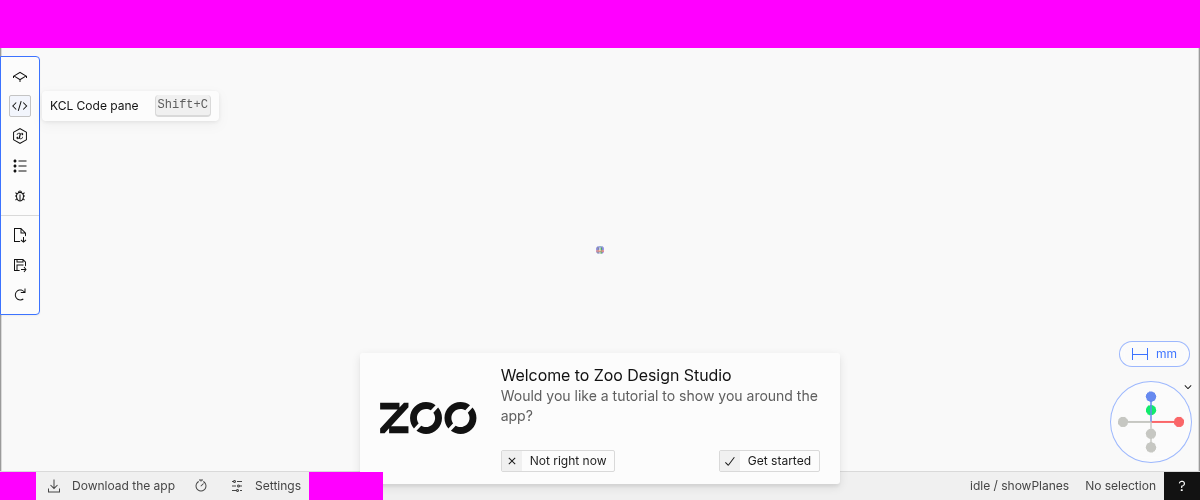 KCL Code pane Shift+C
mm
ZOO
Welcome to Zoo Design Studio
Would you like a tutorial to show you around the
app?
Not right now Get started
Download the app Settings idle / showPlanes No selection ?